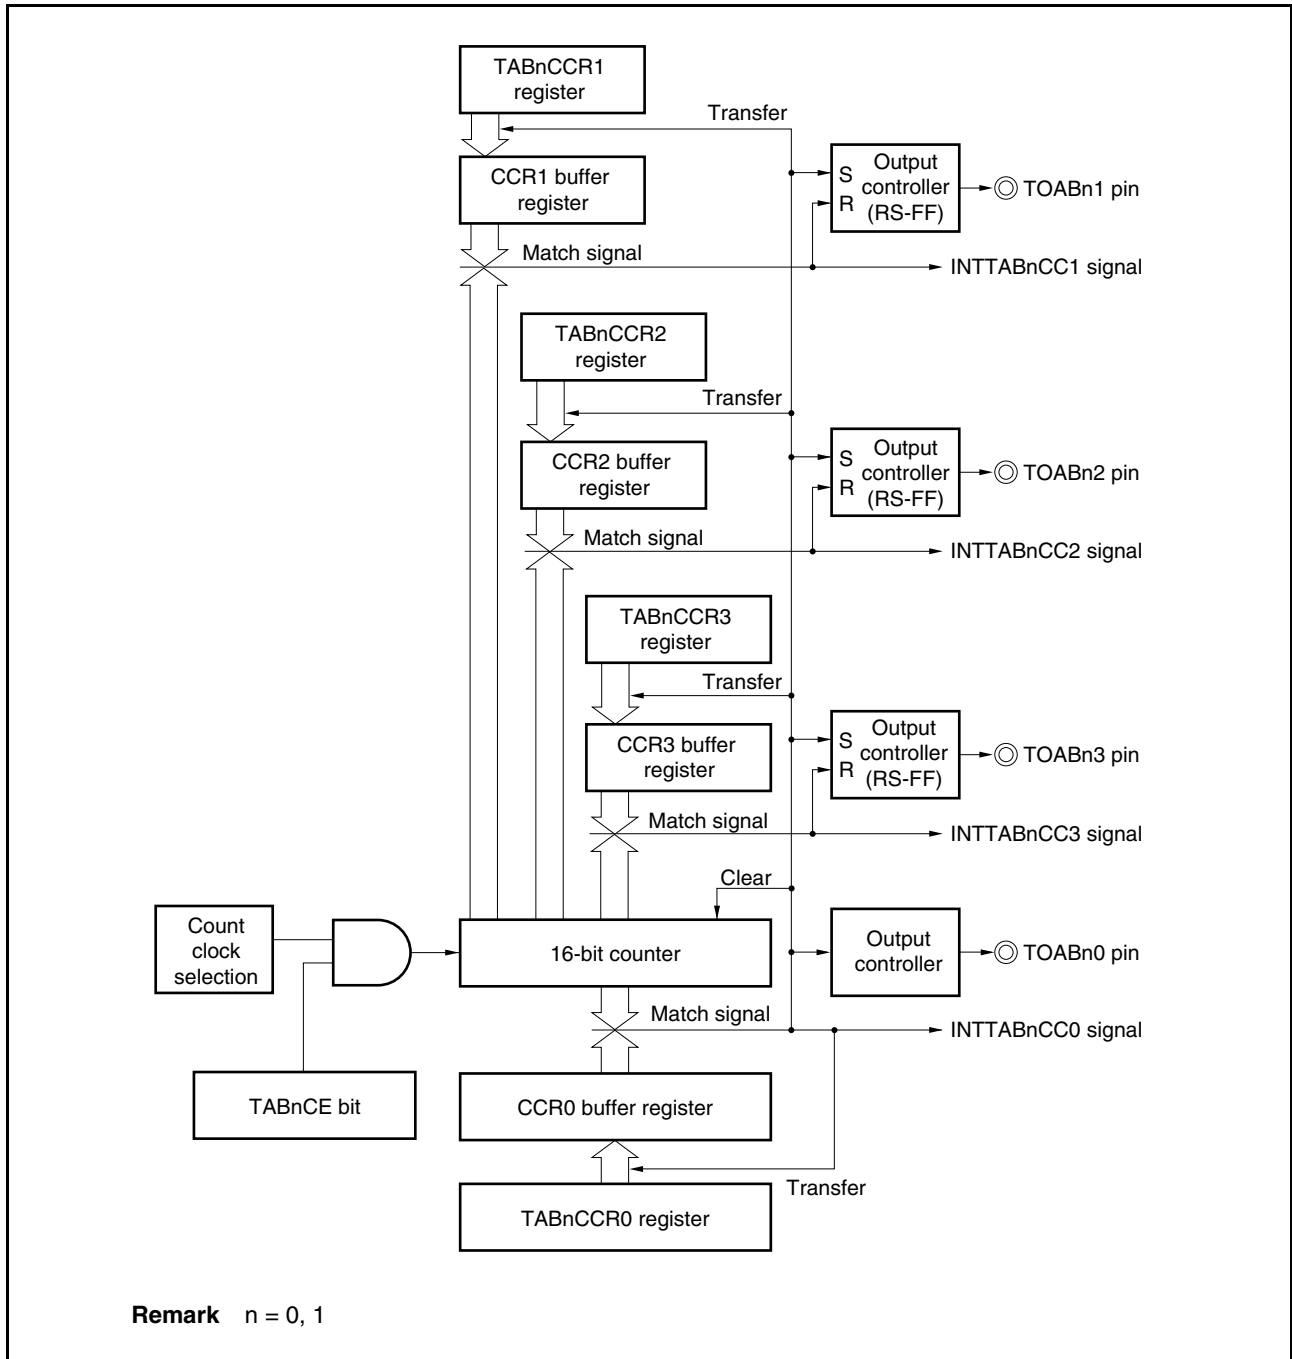 TABnCCR1
register
Transfer
CCR1 buffer
register
S
R
Output
controller
(RS-FF)
TOABn1 pin
Match signal
INTTABnCC1 signal
TABnCCR2
register
Transfer
CCR2 buffer
register
S
R
Output
controller
(RS-FF)
TOABn2 pin
Match signal
INTTABnCC2 signal
TABnCCR3
register
Transfer
CCR3 buffer
register
S
R
Output
controller
(RS-FF)
TOABn3 pin
Match signal
INTTABnCC3 signal
Clear
Count
clock
selection
16-bit counter
Output
controller
TOABn0 pin
Match signal
INTTABnCC0 signal
TABnCE bit
CCR0 buffer register
Transfer
TABnCCR0 register
Remark n = 0, 1